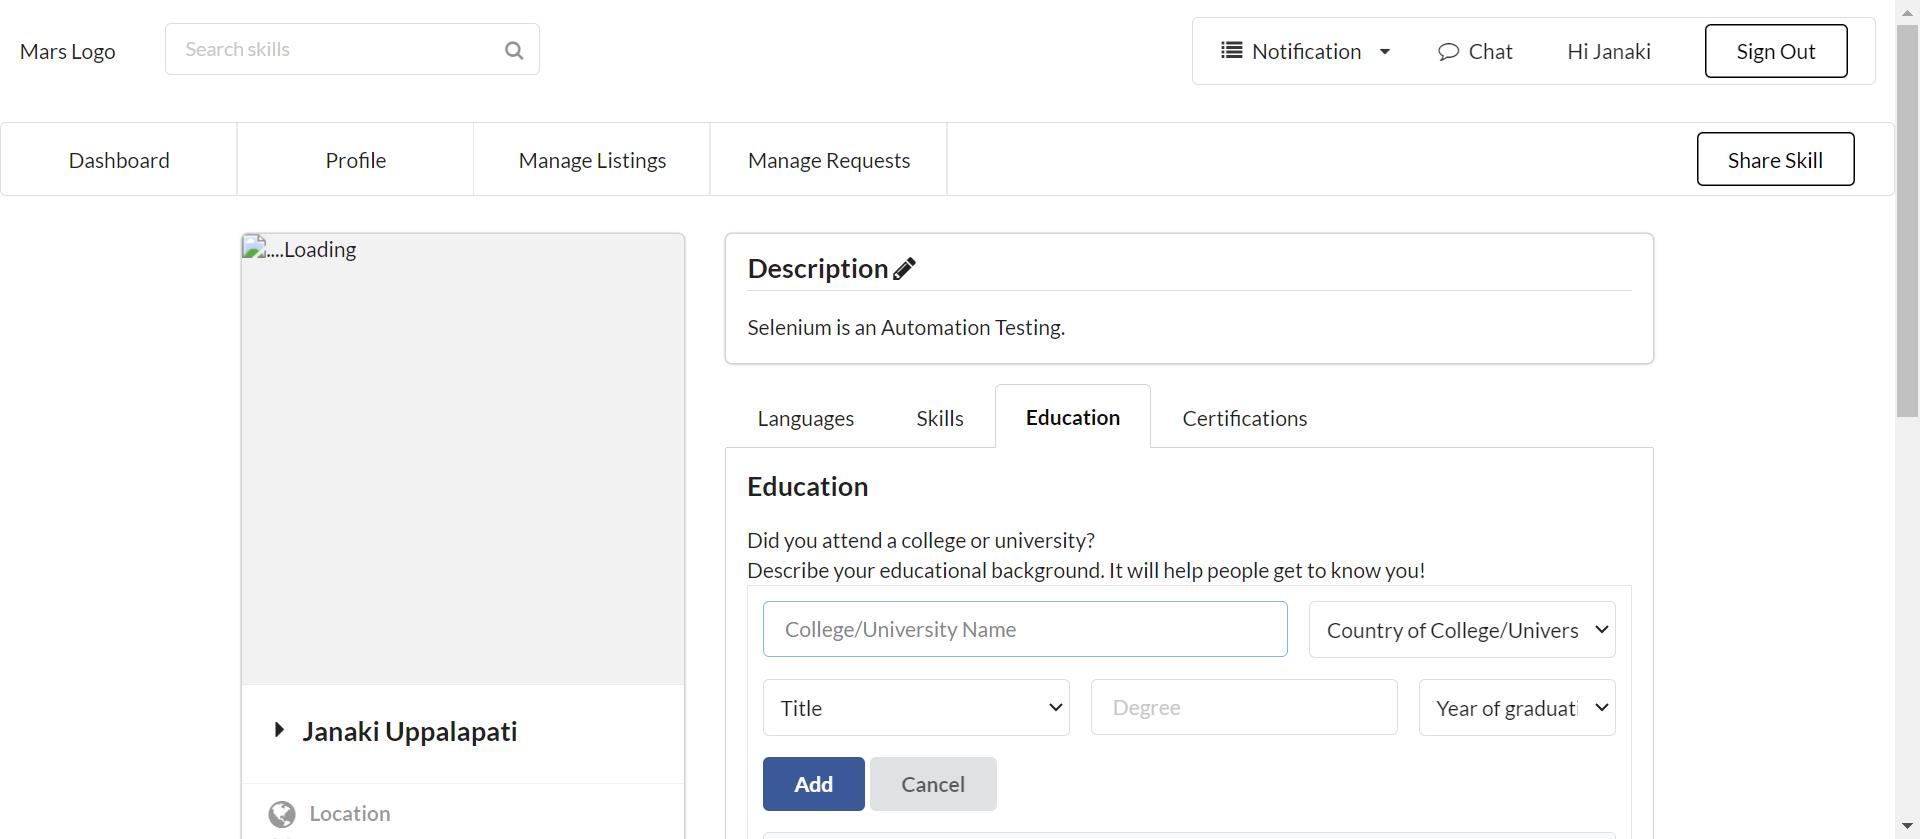 Mars Logo
Search skills
Notification
Chat
Hi Janaki
Sign Out
Dashboard
Profile
Manage Listings
Manage Requests
Share Skill
....Loading
Janaki Uppalapati
Location
Description
Selenium is an Automation Testing.
Languages
Skills
Education
Certifications
Education
Did you attend a college or university?
Describe your educational background. It will help people get to know you!
College/University Name
Country of College/Univers
Title
Degree
Year of graduati
Add
Cancel